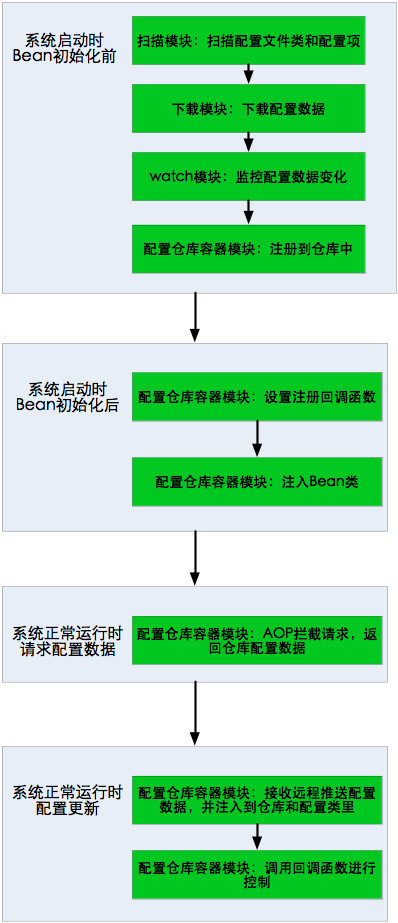 系统启动时
Bean初始化前
扫描模块：扫描配置文件类和配置项
下载模块：下载配置数据
watch模块：监控配置数据变化
配置仓库容器模块：注册到仓库中
系统启动时
Bean初始化后
配置仓库容器模块：设置注册回调函数
配置仓库容器模块：注入Bean类
系统正常运行时
请求配置数据
配置仓库容器模块：AOP拦截请求，返
回仓库配置数据
系统正常运行时
配置更新
配置仓库容器模块：接收远程推送配置
数据，并注入到仓库和配置类里
配置仓库容器模块：调用回调函数进行
控制